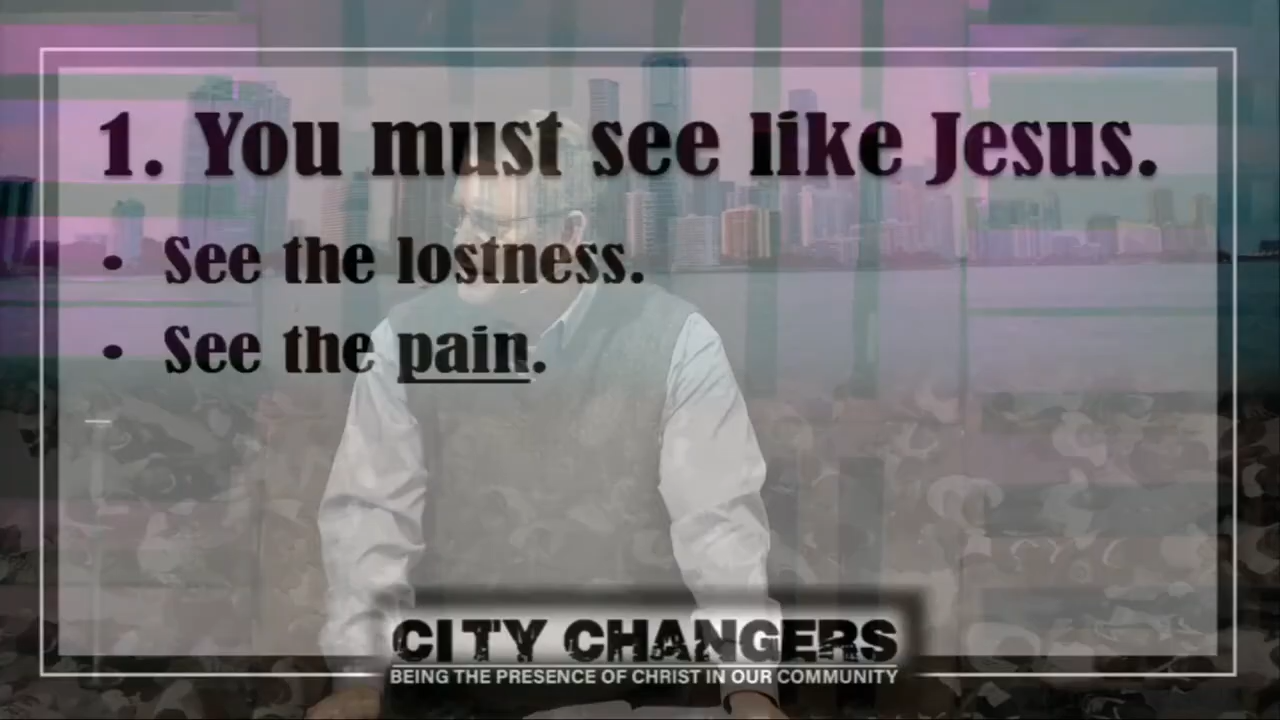 1. You must see like Jesus.
• See the lostness.
• See the pain.
CITY CHANGERS
BEING THE PRESENCE OF CHRIST IN OUR COMMUNITY